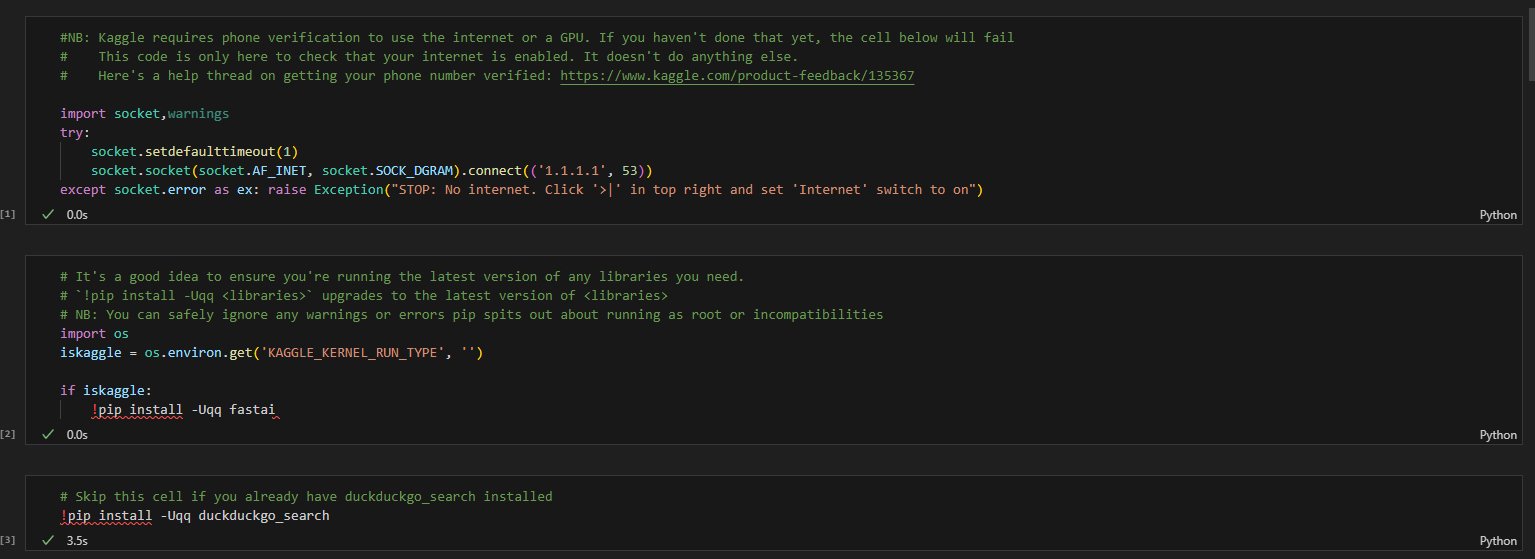 #NB: Kaggle requires phone verification to use the internet or a GPU. If you haven't done that yet, the cell below will fail
#    This code is only here to check that your internet is enabled. It doesn't do anything else.
#    Here's a help thread on getting your phone number verified: https://www.kaggle.com/product-feedback/135367

import socket,warnings
try:
    socket.setdefaulttimeout(1)
    socket.socket(socket.AF_INET, socket.SOCK_DGRAM).connect(('1.1.1.1', 53))
except socket.error as ex: raise Exception("STOP: No internet. Click '>|' in top right and set 'Internet' switch to on")
[1] ✓ 0.0s Python
# It's a good idea to ensure you're running the latest version of any libraries you need.
# `!pip install -Uqq <libraries>` upgrades to the latest version of <libraries>
# NB: You can safely ignore any warnings or errors pip spits out about running as root or incompatibilities
import os
iskaggle = os.environ.get('KAGGLE_KERNEL_RUN_TYPE', '')

if iskaggle:
    !pip install -Uqq fastai
[2] ✓ 0.0s Python
# Skip this cell if you already have duckduckgo_search installed
!pip install -Uqq duckduckgo_search
[3] ✓ 3.5s Python